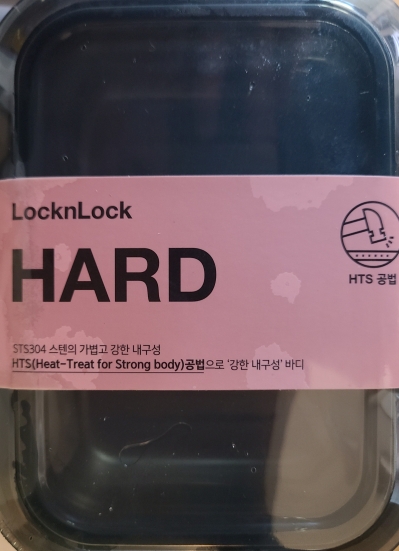 LocknLock
HARD
HTS 공법
STS304 스텐의 가볍고 강한 내구성
HTS(Heat-Treat for Strong body)공법으로 '강한 내구성' 바디